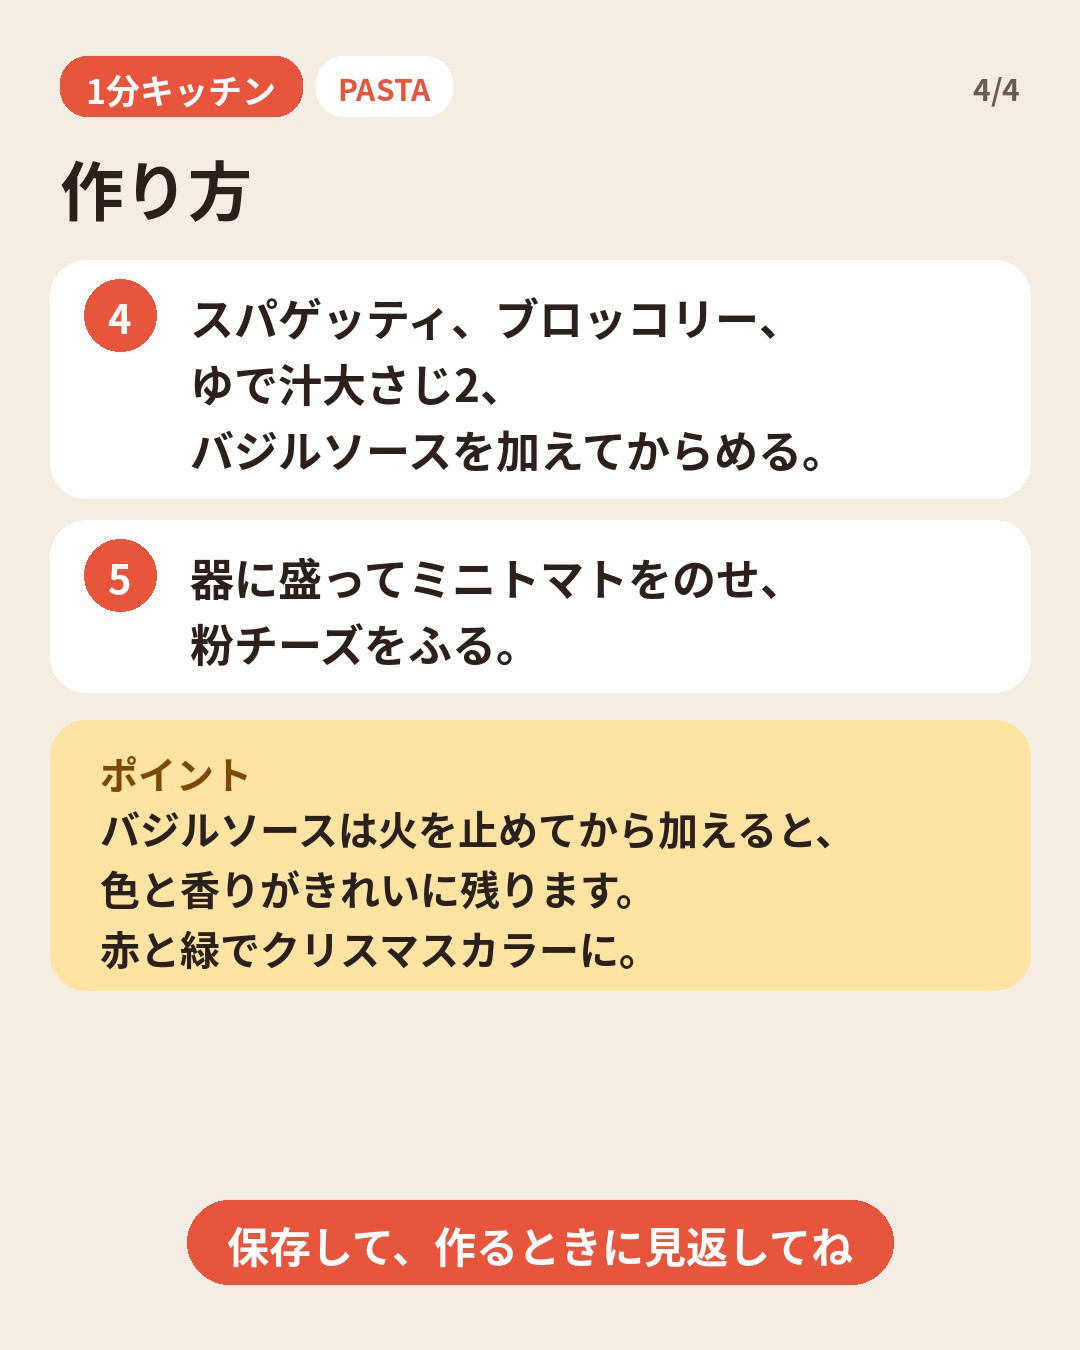 1分キッチン PASTA 4/4
作り方
4 スパゲッティ、ブロッコリー、
ゆで汁大さじ2、
バジルソースを加えてからめる。
5 器に盛ってミニトマトをのせ、
粉チーズをふる。
ポイント
バジルソースは火を止めてから加えると、
色と香りがきれいに残ります。
赤と緑でクリスマスカラーに。
保存して、作るときに見返してね